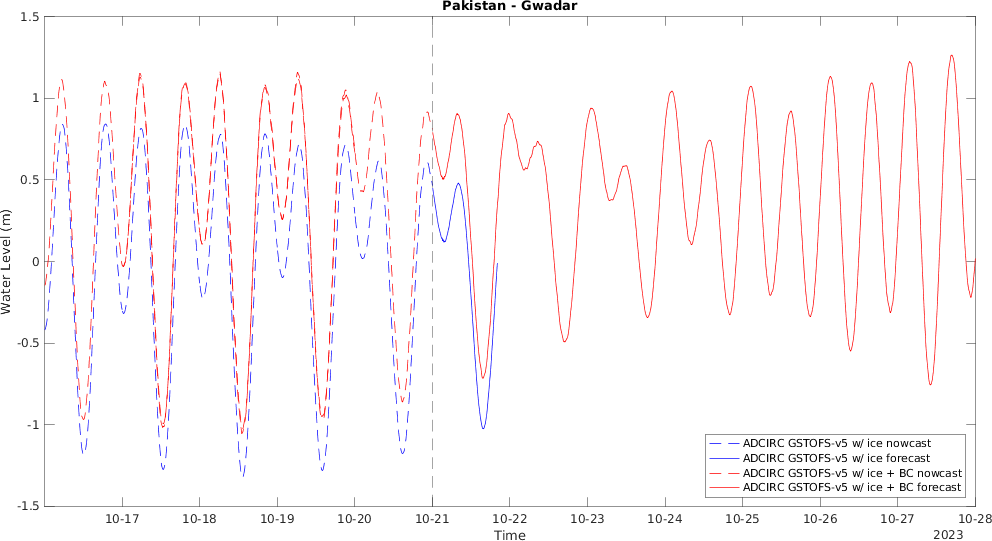 Pakistan - Gwadar
1.5
1
0.5
0
-0.5
-1
-1.5
Water Level (m)
ADCIRC GSTOFS-v5 w/ ice nowcast
ADCIRC GSTOFS-v5 w/ ice forecast
ADCIRC GSTOFS-v5 w/ ice + BC nowcast
ADCIRC GSTOFS-v5 w/ ice + BC forecast
10-17 10-18 10-19 10-20 10-21 10-22 10-23 10-24 10-25 10-26 10-27 10-28
Time
2023